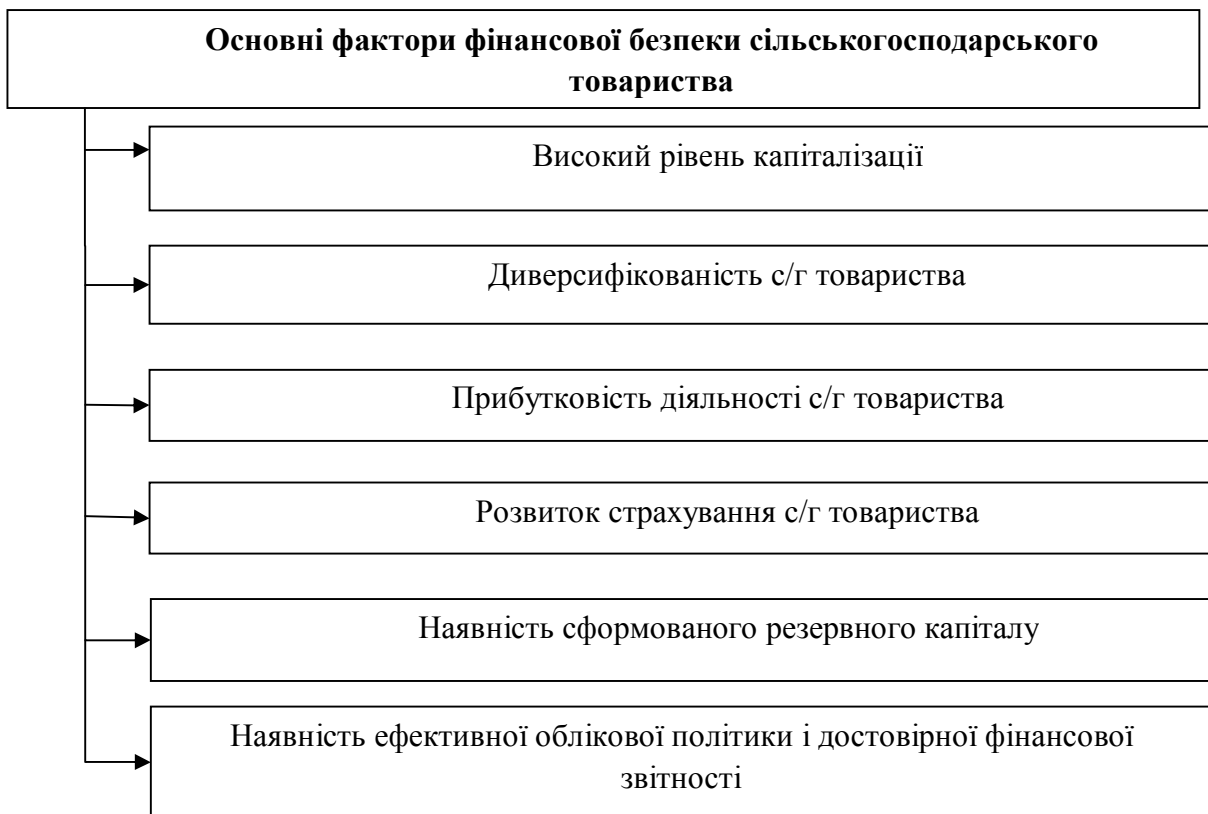 Основні фактори фінансової безпеки сільськогосподарського
товариства
Високий рівень капіталізації
Диверсифікованість с/г товариства
Прибутковість діяльності с/г товариства
Розвиток страхування с/г товариства
Наявність сформованого резервного капіталу
Наявність ефективної облікової політики і достовірної фінансової
звітності